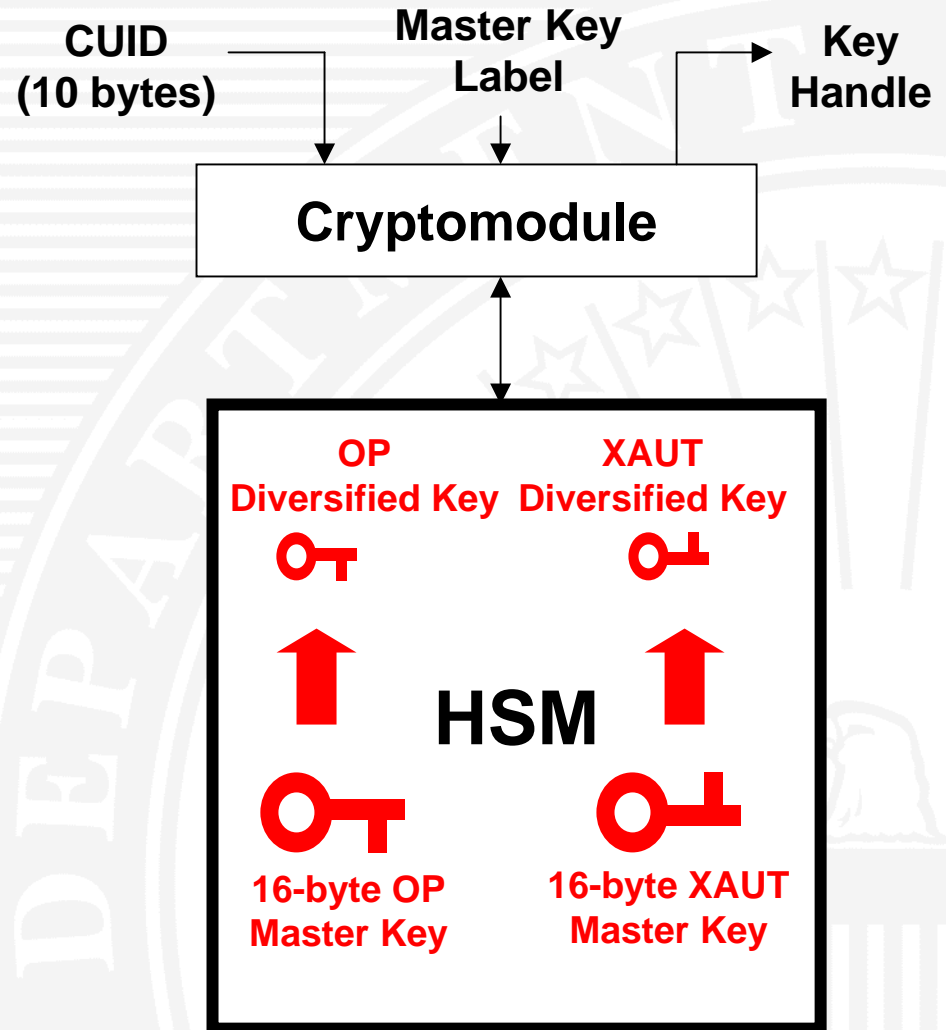 CUID
(10 bytes)
Master Key
Label
Key
Handle
Cryptomodule
OP
Diversified Key
XAUT
Diversified Key
HSM
16-byte OP
Master Key
16-byte XAUT
Master Key
DEPARTMENT